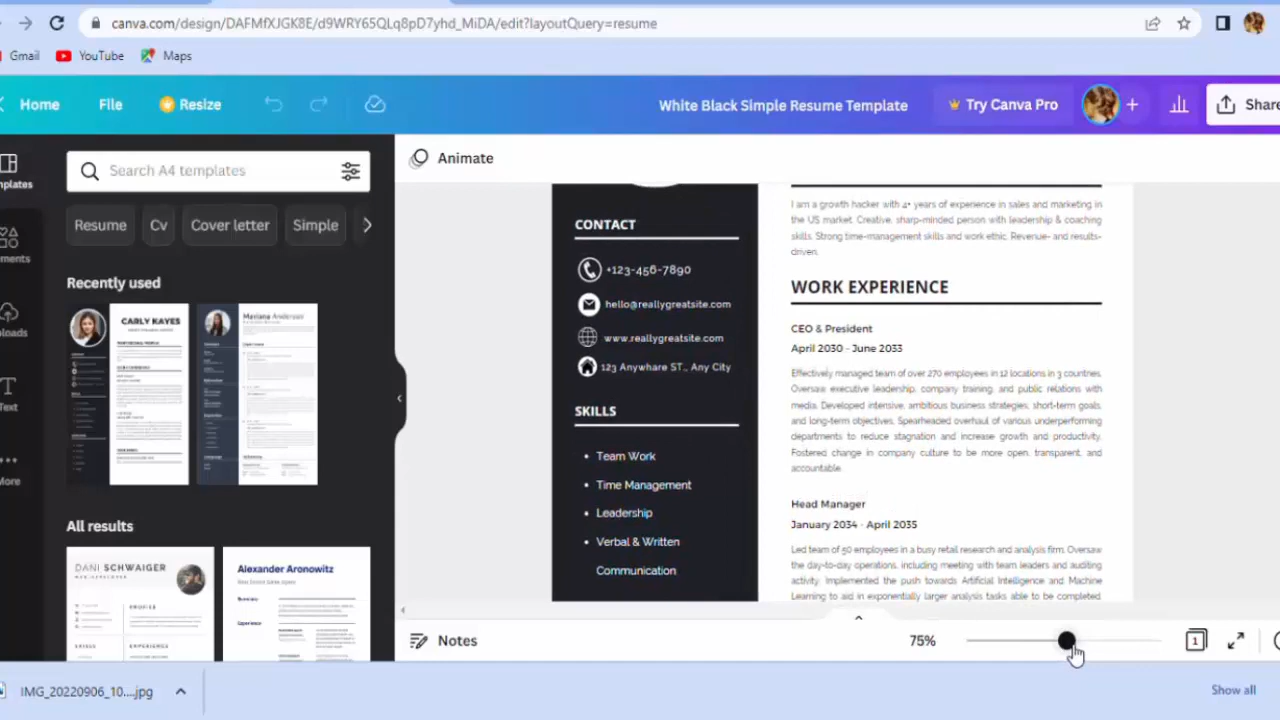 canva.com/design/DAFMfXJGK8E/d9WRY65QLq8pD7yhd_MiDA/edit?layoutQuery=resume
Gmail YouTube Maps
Home File Resize White Black Simple Resume Template Try Canva Pro + Share
Search A4 templates
Animate
Resume Cv Cover letter Simple
Recently used
CARLY KAYES
Mariana Anderson
Text
All results
DANI SCHWAIGER
PROFILE
SKILLS
EXPERIENCES
Alexander Aronowitz
Summary
Experience
CONTACT
+123-456-7890
hello@reallygreatsite.com
www.reallygreatsite.com
123 Anywhare ST., Any City
SKILLS
• Team Work
• Time Management
• Leadership
• Verbal & Written
Communication
I am a growth hacker with 4+ years of experience in sales and marketing in
the US market. Creative, sharp-minded person with leadership & coaching
skills. Strong time-management skills and work ethic. Revenue- and results-
driven.
WORK EXPERIENCE
CEO & President
April 2030 - June 2033
Effectively managed team of over 270 employees in 12 locations in 3 countries.
Oversaw executive leadership, company training, and public relations with
media. Developed intensive, ambitious business strategies, short-term goals,
and long-term objectives. Spearheaded overhaul of various underperforming
departments to reduce stagnation and increase growth and productivity.
Fostered change in company culture to be more open, transparent, and
accountable.
Head Manager
January 2034 - April 2035
Led team of 50 employees in a busy retail research and analysis firm. Oversaw
the day-to-day operations, including meeting with team leaders and auditing
activity. Implemented the push towards Artificial Intelligence and Machine
Learning to aid in exponentially larger analysis tasks able to be completed
Notes 75% 1
IMG_20220906_10....jpg Show all